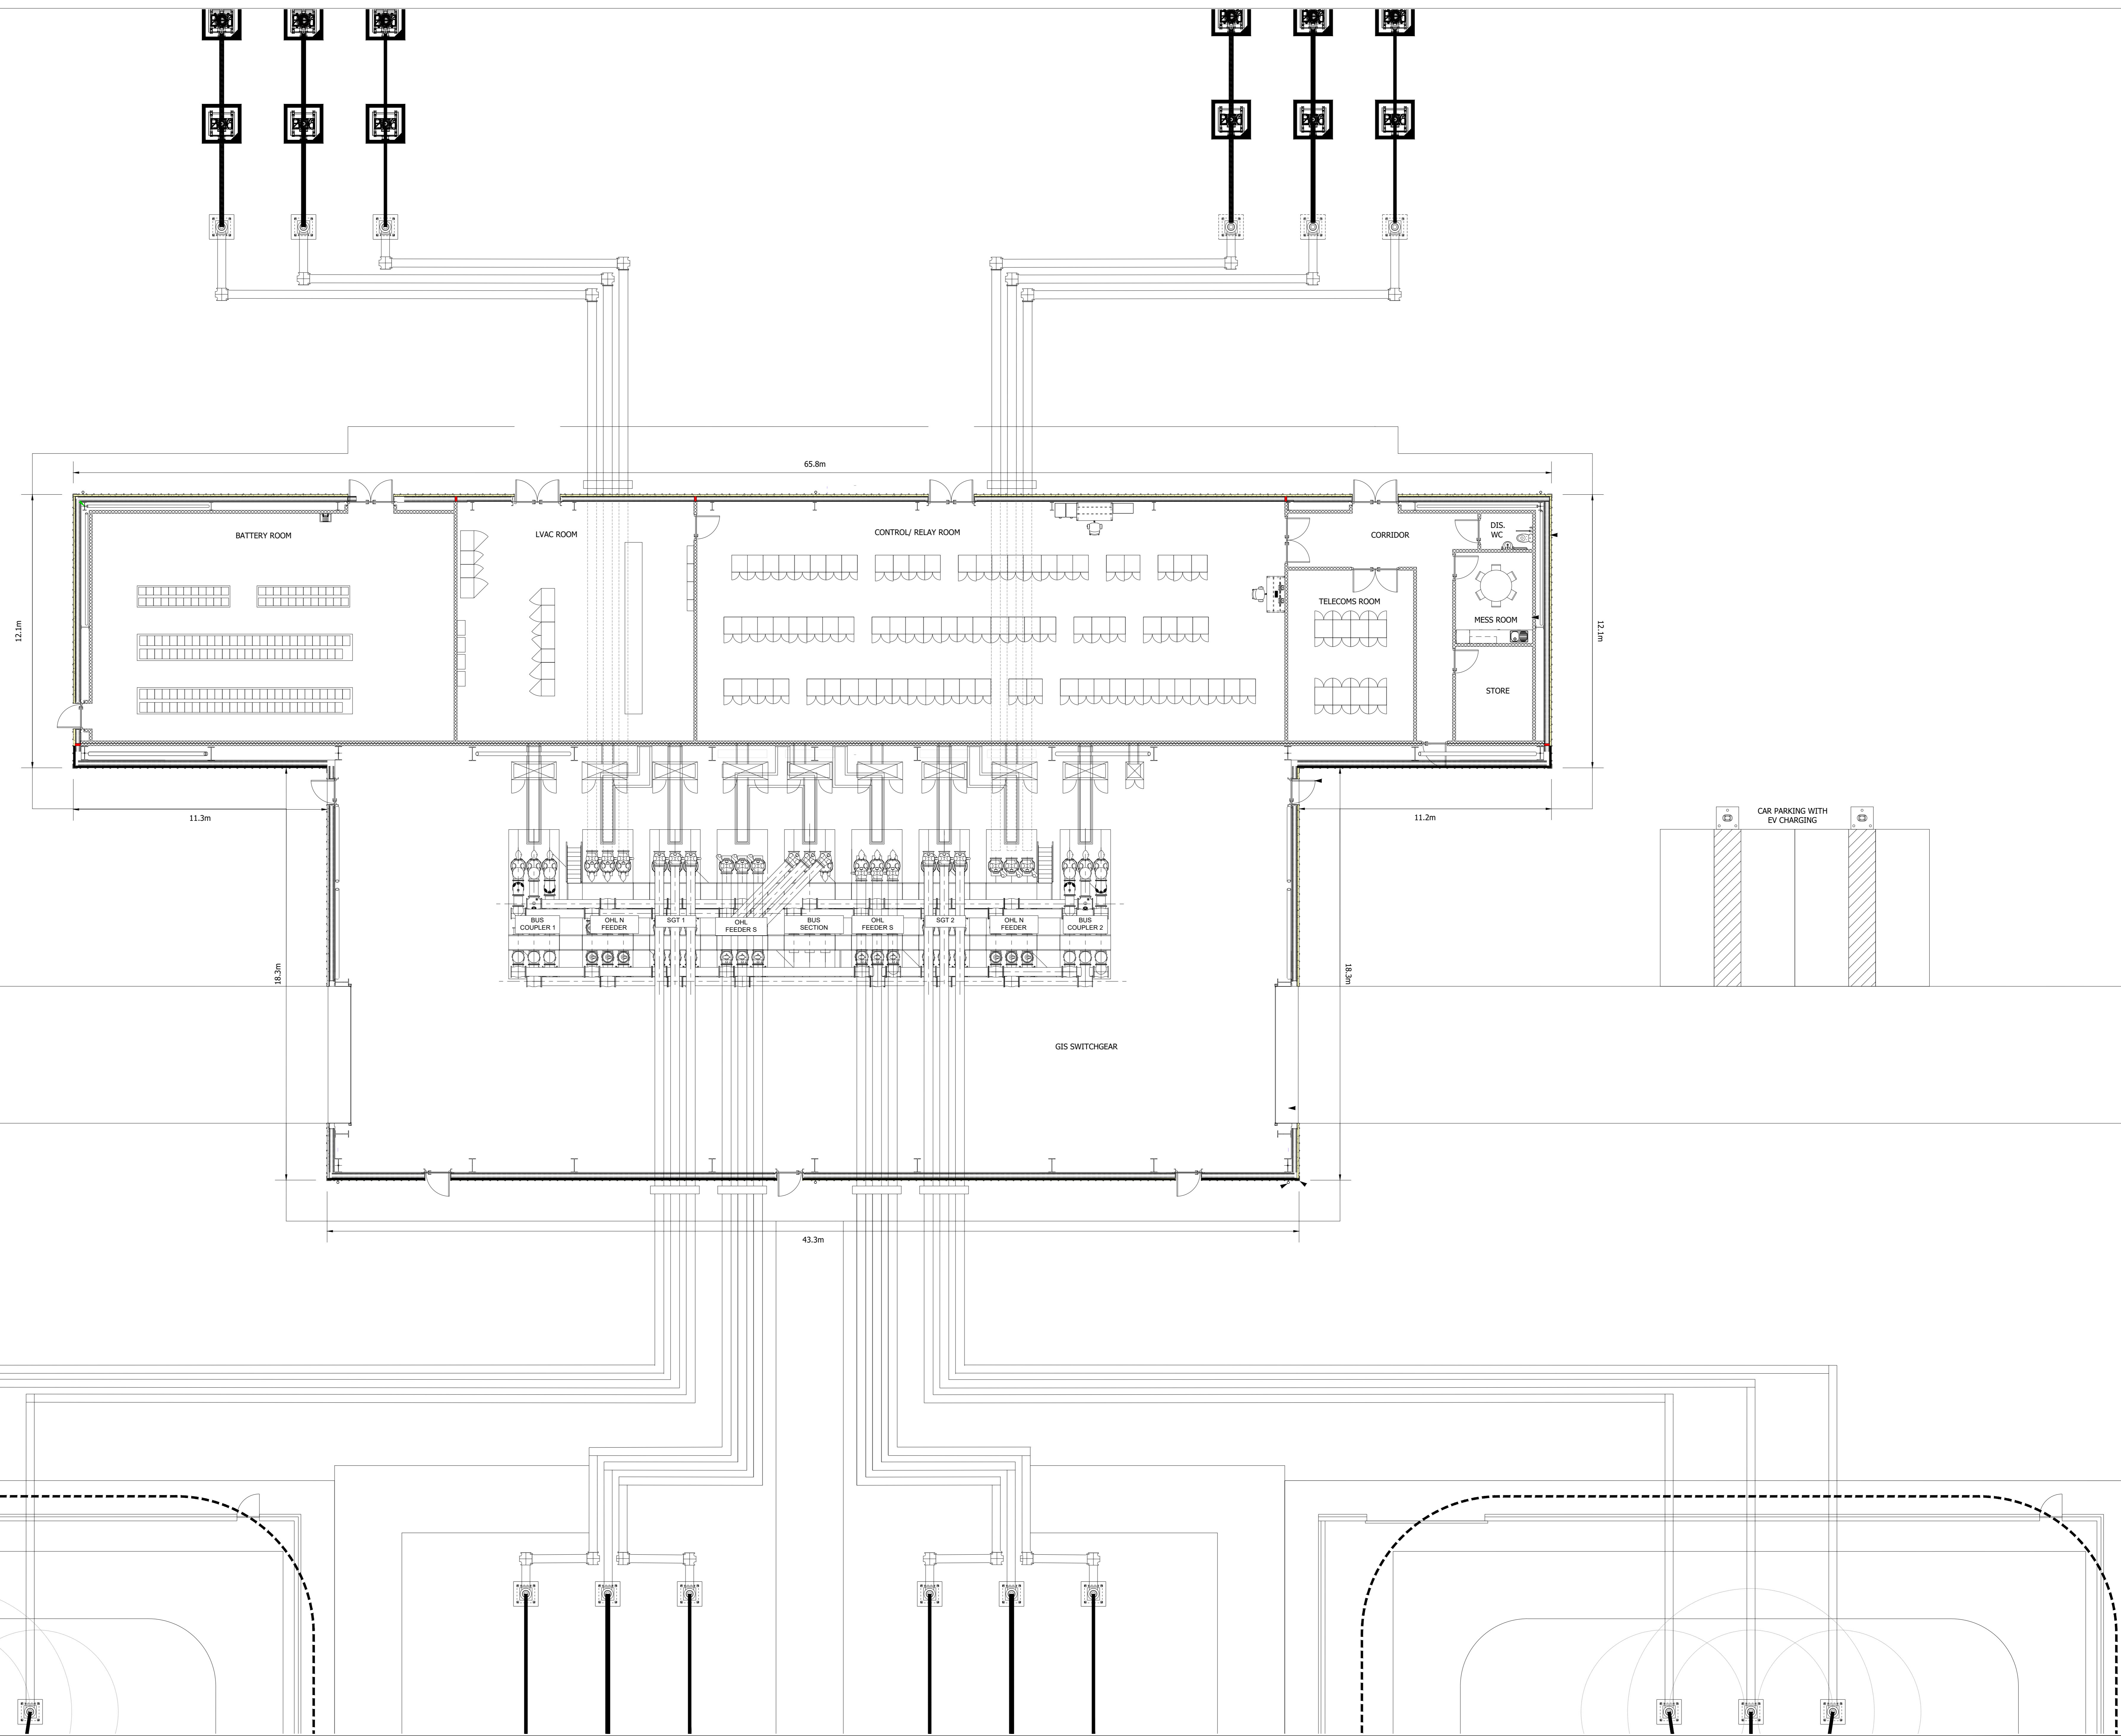 65.8m
BATTERY ROOM
LVAC ROOM
CONTROL/ RELAY ROOM
CORRIDOR
DIS.
WC
TELECOMS ROOM
MESS ROOM
STORE
12.1m
12.1m
11.3m
11.2m
CAR PARKING WITH
EV CHARGING
BUS
COUPLER 1
OHL N
FEEDER
SGT 1
OHL
FEEDER S
BUS
SECTION
OHL
FEEDER S
SGT 2
OHL N
FEEDER
BUS
COUPLER 2
18.3m
18.3m
GIS SWITCHGEAR
43.3m